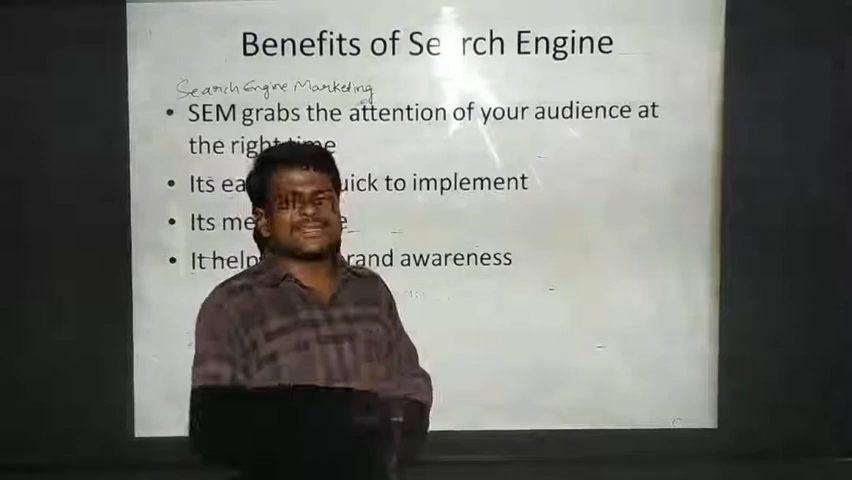 Benefits of Se rch Engine
Search Engine Marketing
• SEM grabs the attention of your audience at
the right time
• Its ea uick to implement
• Its me e
• It help rand awareness